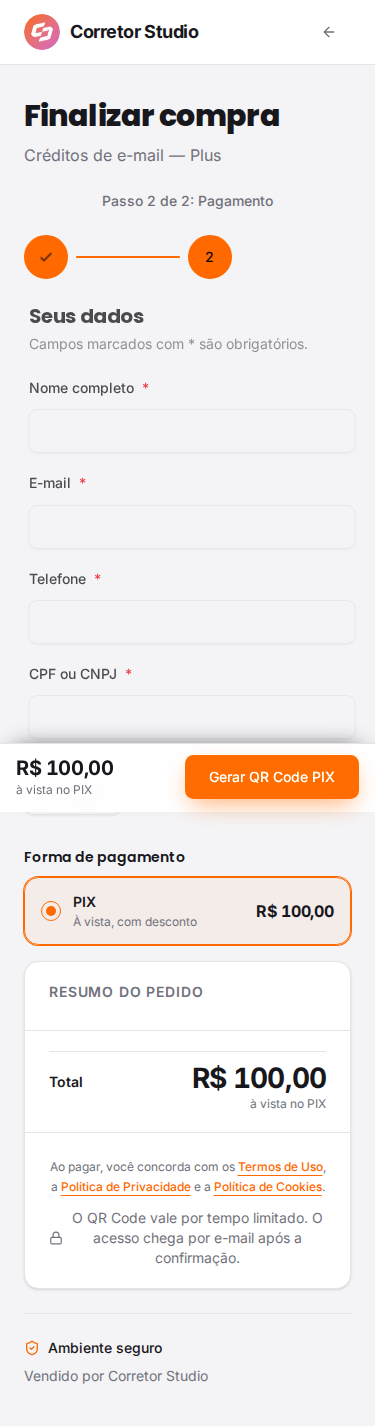 Corretor Studio
Finalizar compra
Créditos de e-mail — Plus
Passo 2 de 2: Pagamento
2
Seus dados
Campos marcados com * são obrigatórios.
Nome completo *
E-mail *
Telefone *
CPF ou CNPJ *
R$ 100,00
à vista no PIX
Gerar QR Code PIX
Forma de pagamento
PIX
À vista, com desconto
R$ 100,00
RESUMO DO PEDIDO
Total
R$ 100,00
à vista no PIX
Ao pagar, você concorda com os Termos de Uso,
a Política de Privacidade e a Política de Cookies.
O QR Code vale por tempo limitado. O
acesso chega por e-mail após a
confirmação.
Ambiente seguro
Vendido por Corretor Studio